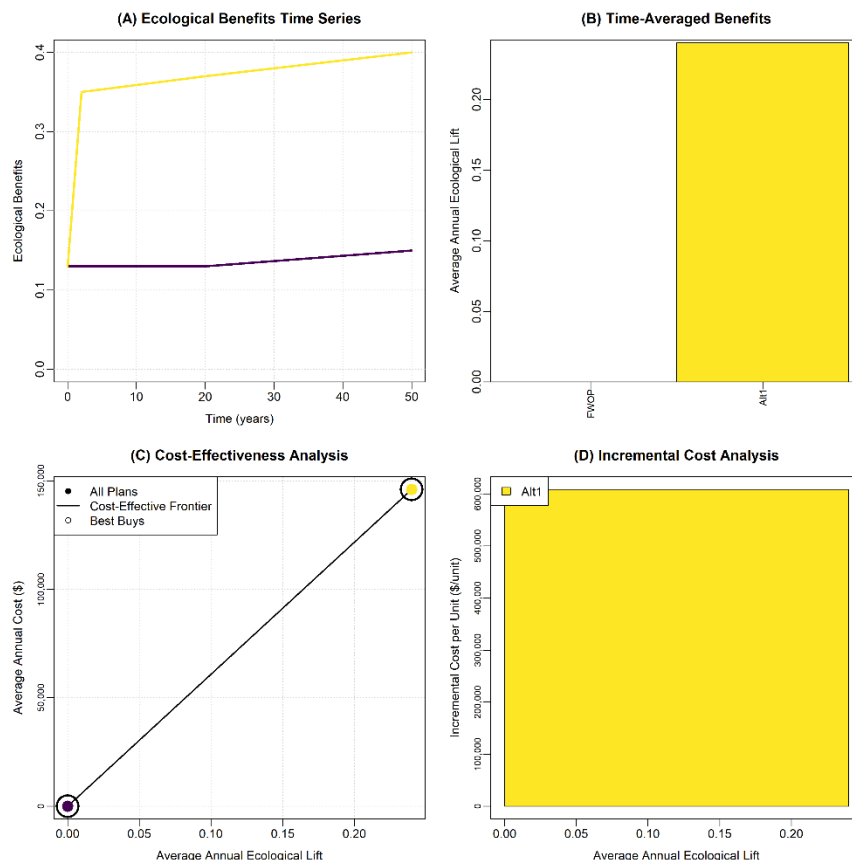 (A) Ecological Benefits Time Series
Ecological Benefits
0.4
0.3
0.2
0.1
0.0
0 10 20 30 40 50
Time (years)
(B) Time-Averaged Benefits
Average Annual Ecological Lift
0.20
0.15
0.10
0.05
0.00
FWOP Alt1
(C) Cost-Effectiveness Analysis
All Plans
Cost-Effective Frontier
Best Buys
Average Annual Cost ($)
150,000
100,000
50,000
0
0.00 0.05 0.10 0.15 0.20
Average Annual Ecological Lift
(D) Incremental Cost Analysis
Alt1
Incremental Cost per Unit ($/unit)
600,000
500,000
400,000
300,000
200,000
100,000
0
0.00 0.05 0.10 0.15 0.20
Average Annual Ecological Lift